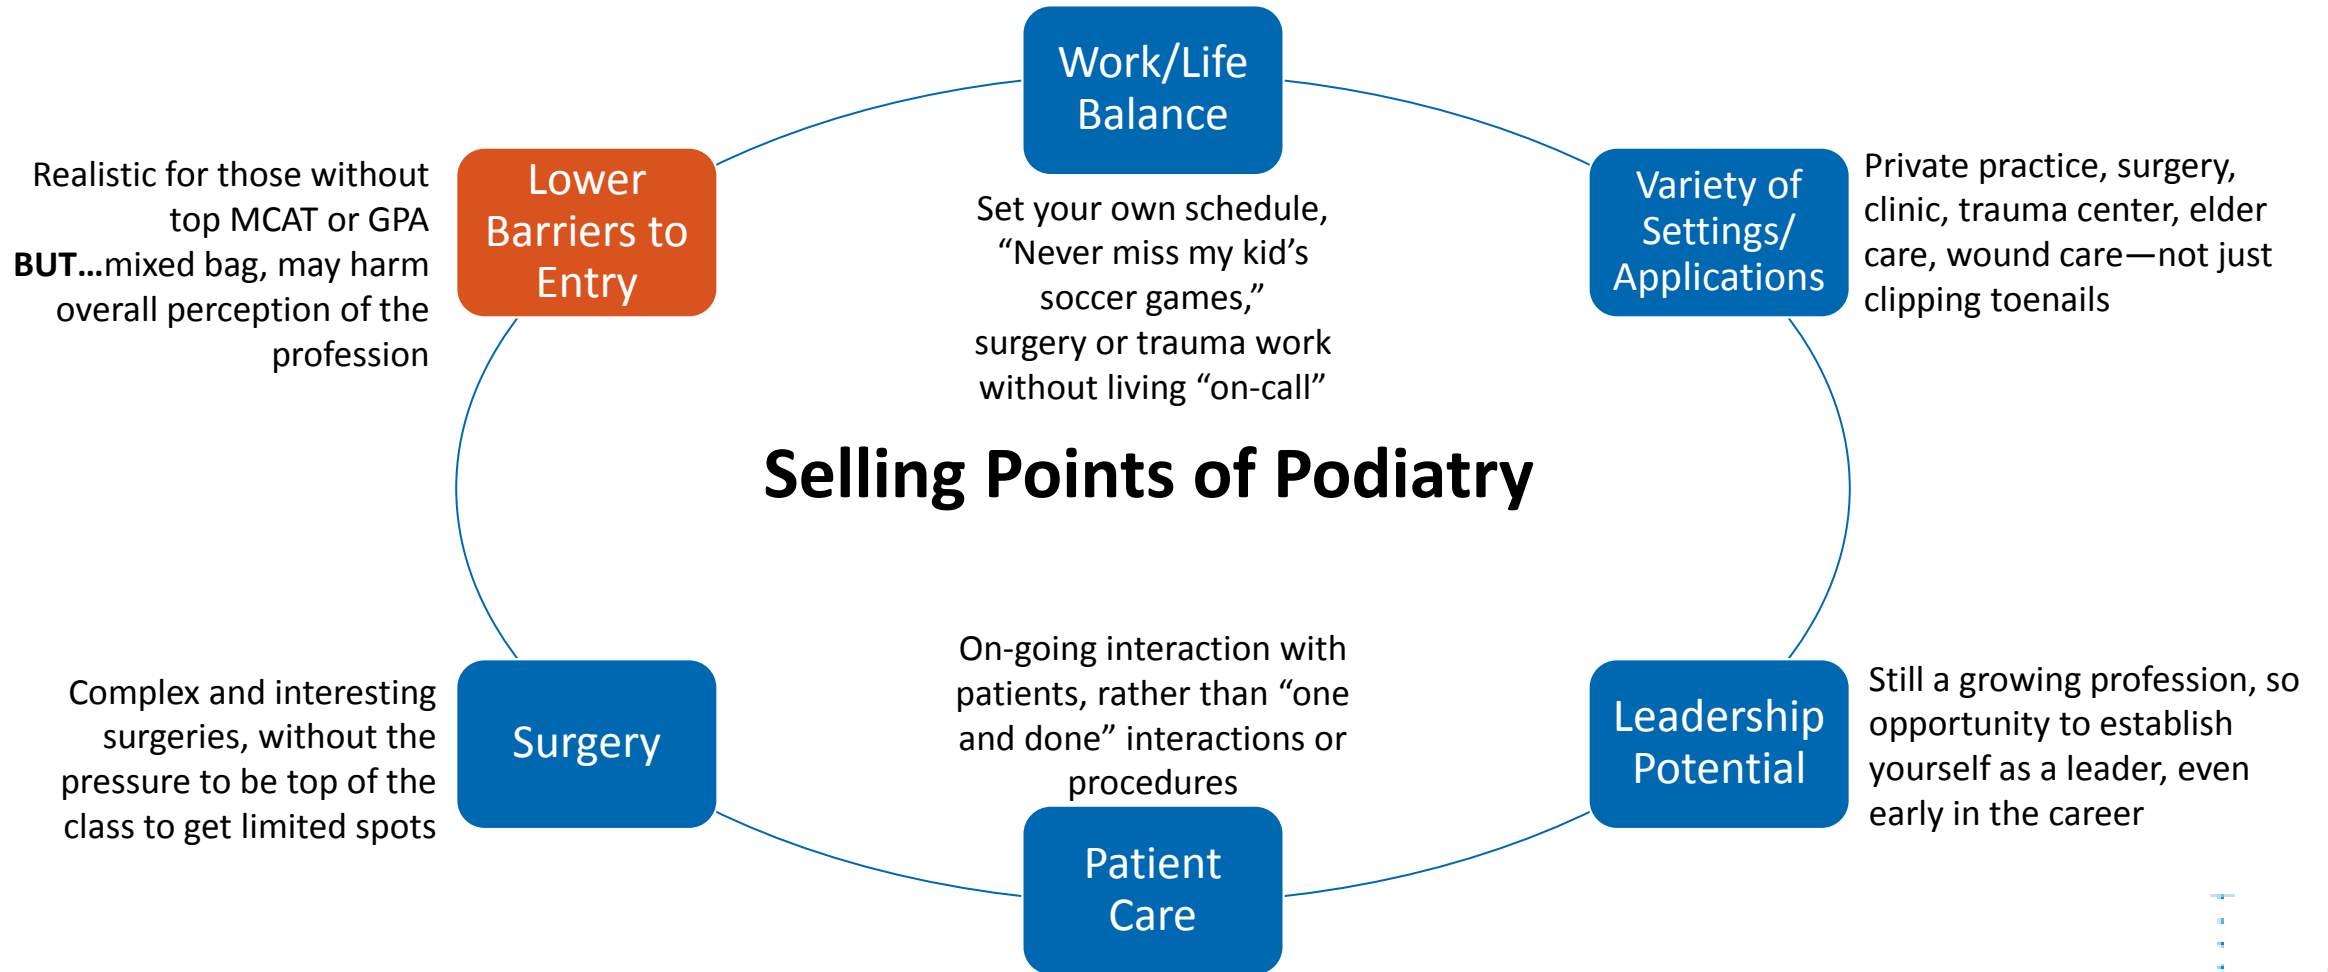 Work/Life
Balance
Set your own schedule,
“Never miss my kid’s
soccer games,”
surgery or trauma work
without living “on-call”
Variety of
Settings/
Applications
Private practice, surgery,
clinic, trauma center, elder
care, wound care—not just
clipping toenails
Leadership
Potential
Still a growing profession, so
opportunity to establish
yourself as a leader, even
early in the career
On-going interaction with
patients, rather than “one
and done” interactions or
procedures
Patient
Care
Surgery
Complex and interesting
surgeries, without the
pressure to be top of the
class to get limited spots
Lower
Barriers to
Entry
Realistic for those without
top MCAT or GPA
BUT…mixed bag, may harm
overall perception of the
profession
Selling Points of Podiatry